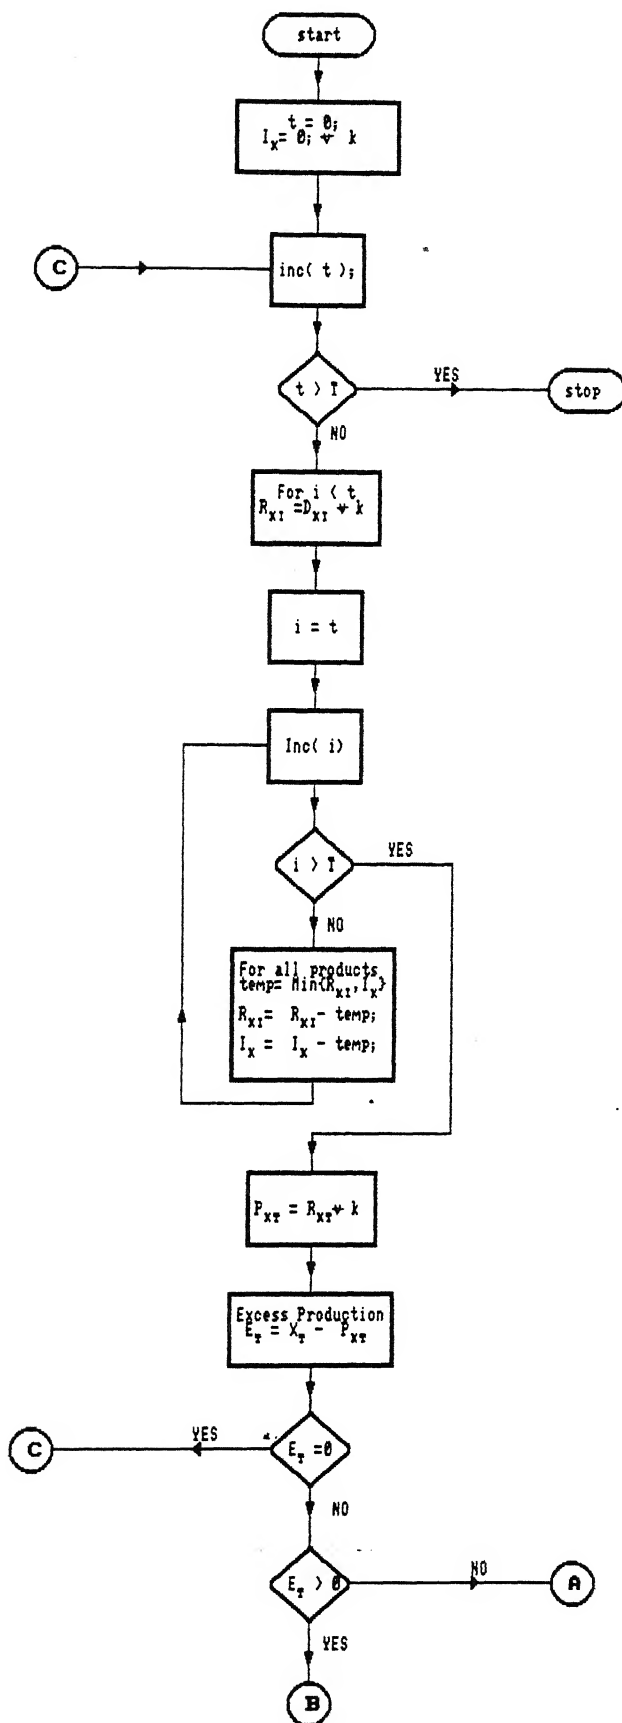 start
t = 0;
I_X= 0; ∀ k
C
inc( t );
t > T
YES
stop
NO
For i < t
R_XI =D_XI ∀ k
i = t
Inc( i)
i > T
YES
NO
For all products
temp= Min{R_XI,I_X}
R_XI= R_XI- temp;
I_X = I_X - temp;
P_XT = R_XT ∀ k
Excess Production
E_T = X_T - P_XT
C
YES
E_T =0
NO
E_T > 0
NO
A
YES
B